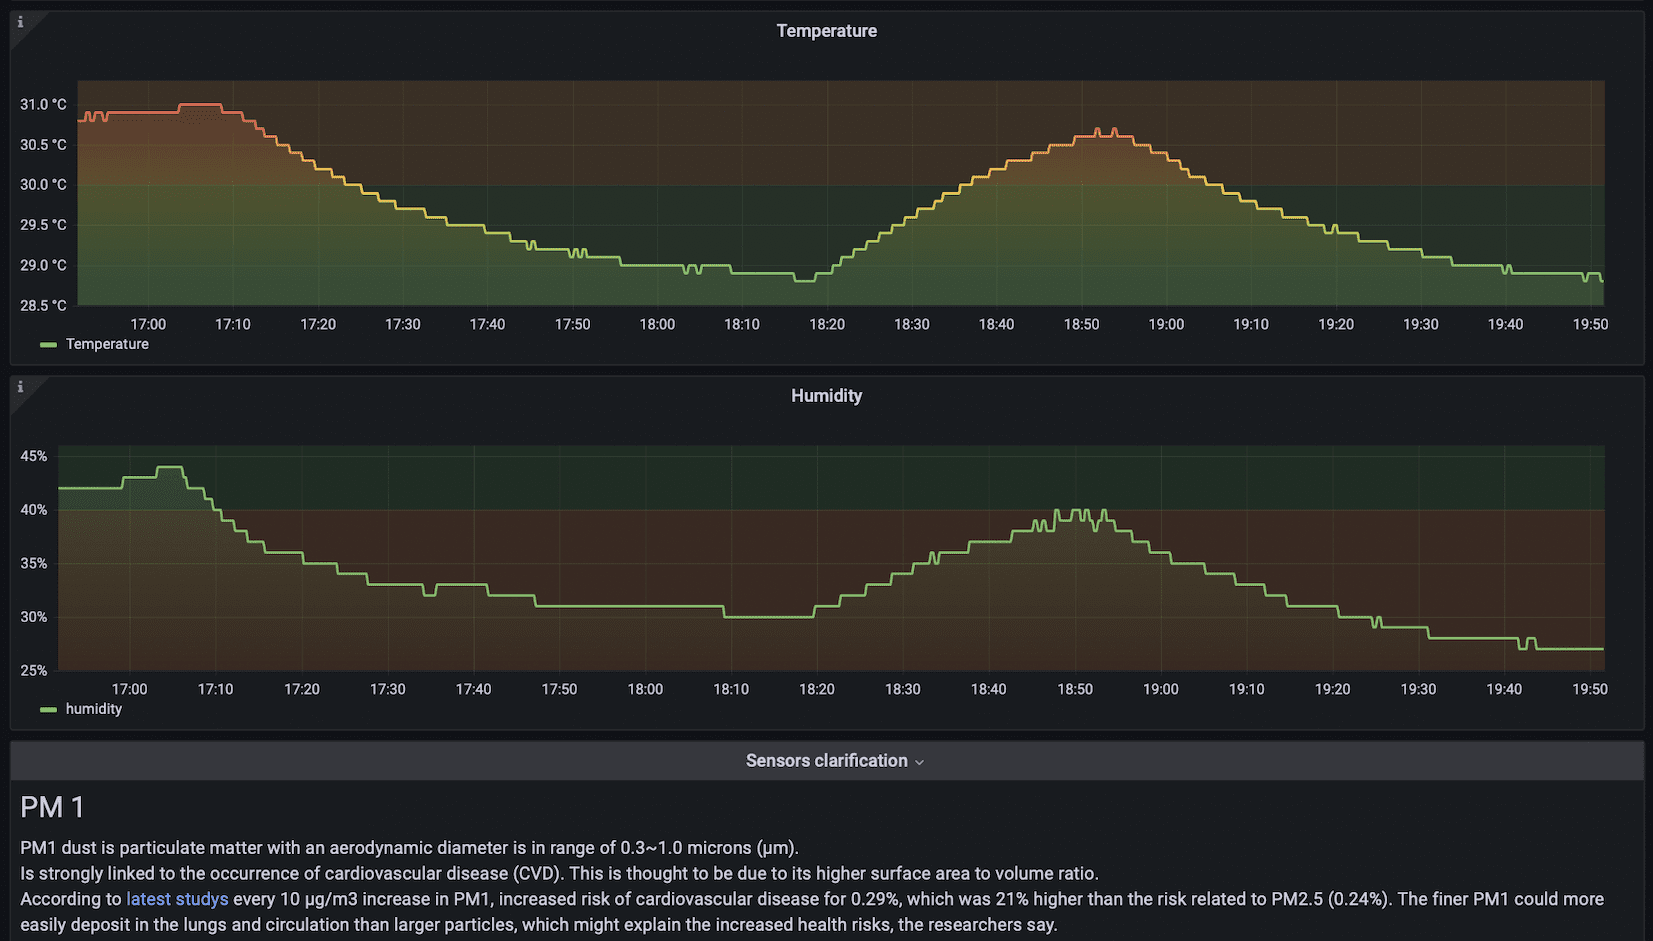 i
Temperature
31.0 °C
30.5 °C
30.0 °C
29.5 °C
29.0 °C
28.5 °C
17:00 17:10 17:20 17:30 17:40 17:50 18:00 18:10 18:20 18:30 18:40 18:50 19:00 19:10 19:20 19:30 19:40 19:50
Temperature
i
Humidity
45%
40%
35%
30%
25%
17:00 17:10 17:20 17:30 17:40 17:50 18:00 18:10 18:20 18:30 18:40 18:50 19:00 19:10 19:20 19:30 19:40 19:50
humidity
Sensors clarification
PM 1
PM1 dust is particulate matter with an aerodynamic diameter is in range of 0.3~1.0 microns (μm).
Is strongly linked to the occurrence of cardiovascular disease (CVD). This is thought to be due to its higher surface area to volume ratio.
According to latest studys every 10 μg/m3 increase in PM1, increased risk of cardiovascular disease for 0.29%, which was 21% higher than the risk related to PM2.5 (0.24%). The finer PM1 could more
easily deposit in the lungs and circulation than larger particles, which might explain the increased health risks, the researchers say.